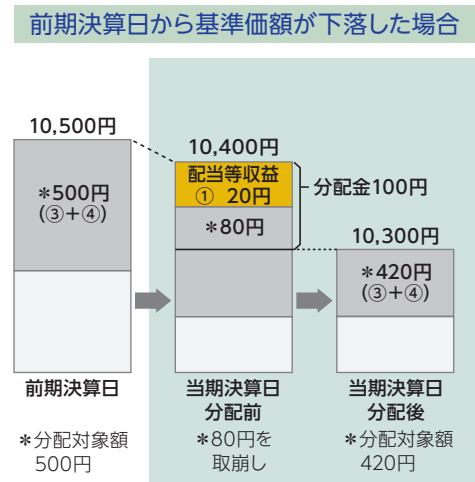 前期決算日から基準価額が下落した場合
10,500円
*500円
(③+④)
前期決算日
*分配対象額
500円
10,400円
配当等収益
① 20円
*80円
分配金100円
当期決算日
分配前
*80円を
取崩し
10,300円
*420円
(③+④)
当期決算日
分配後
*分配対象額
420円